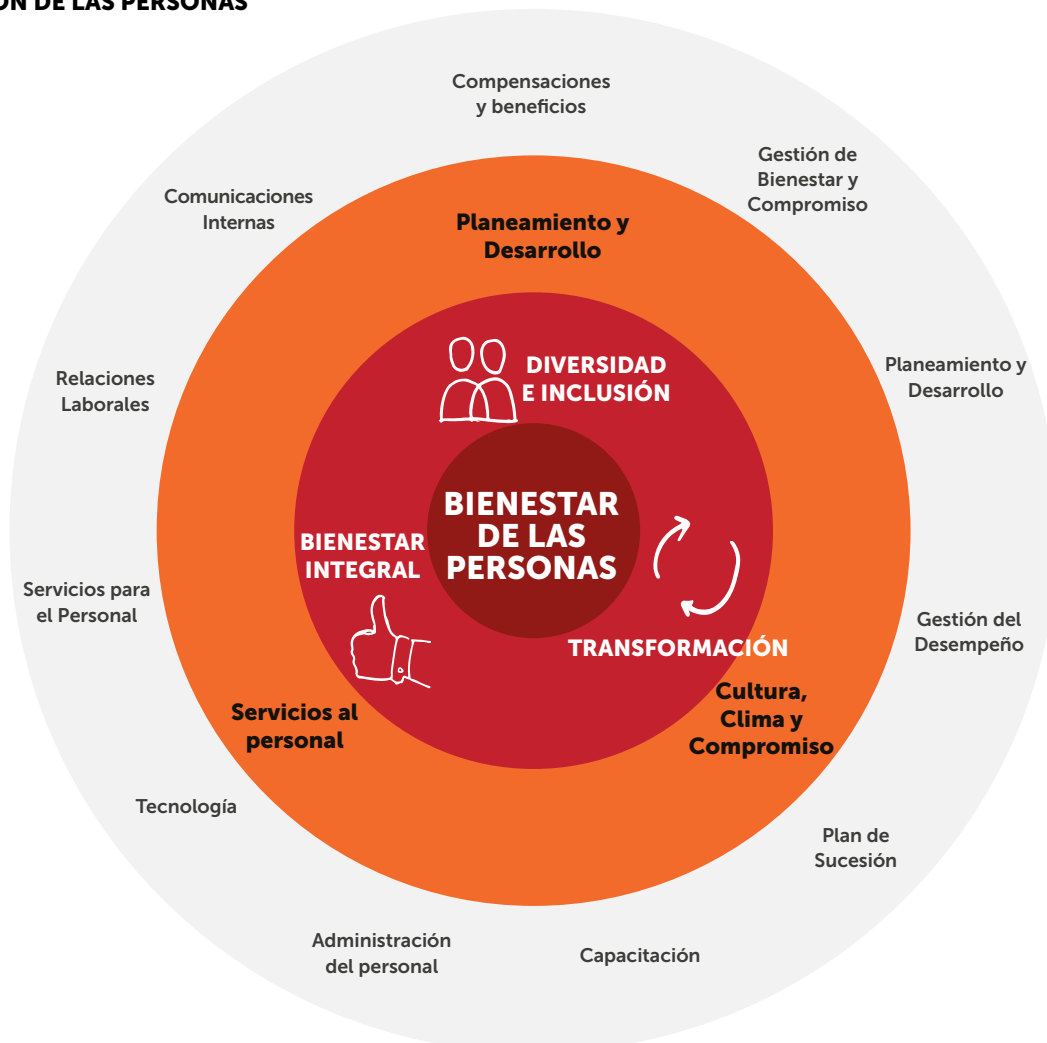 DE LAS PERSONAS
Compensaciones
y beneficios
Gestión de
Bienestar y
Compromiso
Comunicaciones
Internas
Planeamiento y
Desarrollo
DIVERSIDAD
E INCLUSIÓN
Relaciones
Laborales
Planeamiento y
Desarrollo
BIENESTAR
DE LAS
PERSONAS
BIENESTAR
INTEGRAL
Servicios para
el Personal
Gestión del
Desempeño
TRANSFORMACIÓN
Servicios al
personal
Cultura,
Clima y
Compromiso
Tecnología
Plan de
Sucesión
Administración
del personal
Capacitación